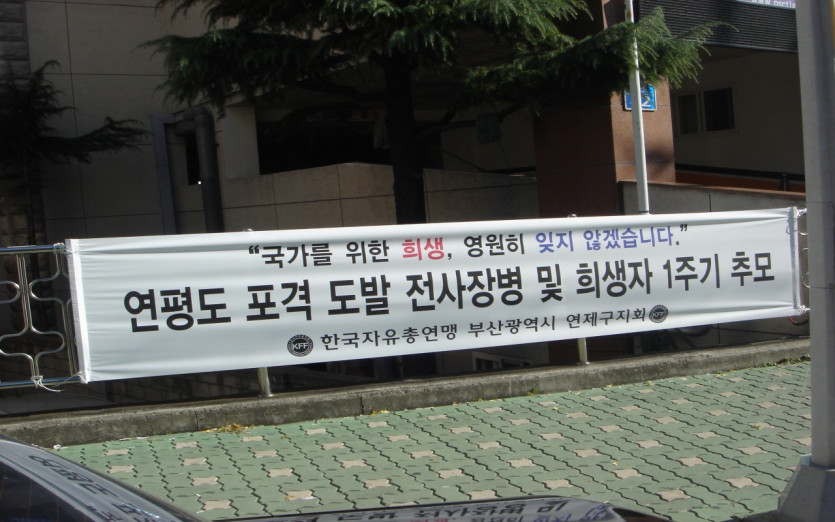 “국가를 위한 희생, 영원히 잊지 않겠습니다.”
연평도 포격 도발 전사장병 및 희생자 1주기 추모
KFF 한국자유총연맹 부산광역시 연제구지회 KFF